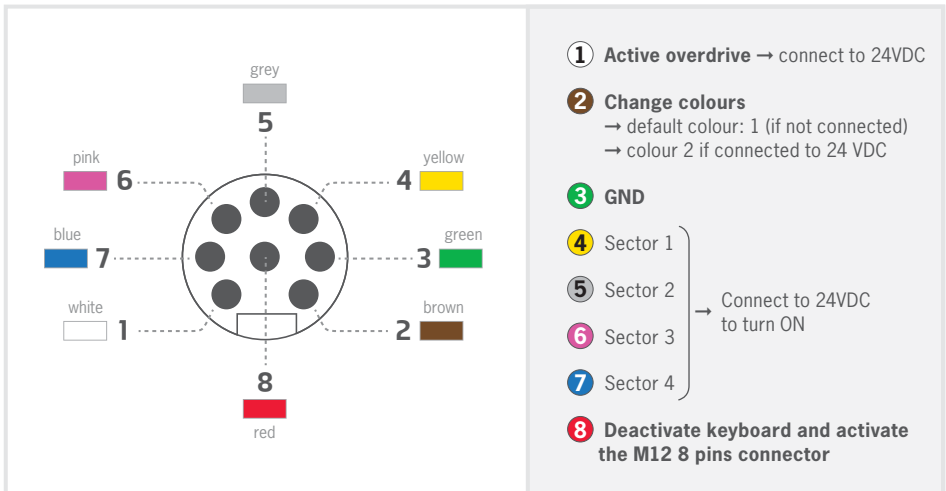 grey
5
pink
6
yellow
4
blue
7
green
3
white
1
brown
2
8
red
1 Active overdrive → connect to 24VDC
2 Change colours
→ default colour: 1 (if not connected)
→ colour 2 if connected to 24 VDC
3 GND
4 Sector 1
5 Sector 2
6 Sector 3
7 Sector 4
→ Connect to 24VDC
to turn ON
8 Deactivate keyboard and activate
the M12 8 pins connector